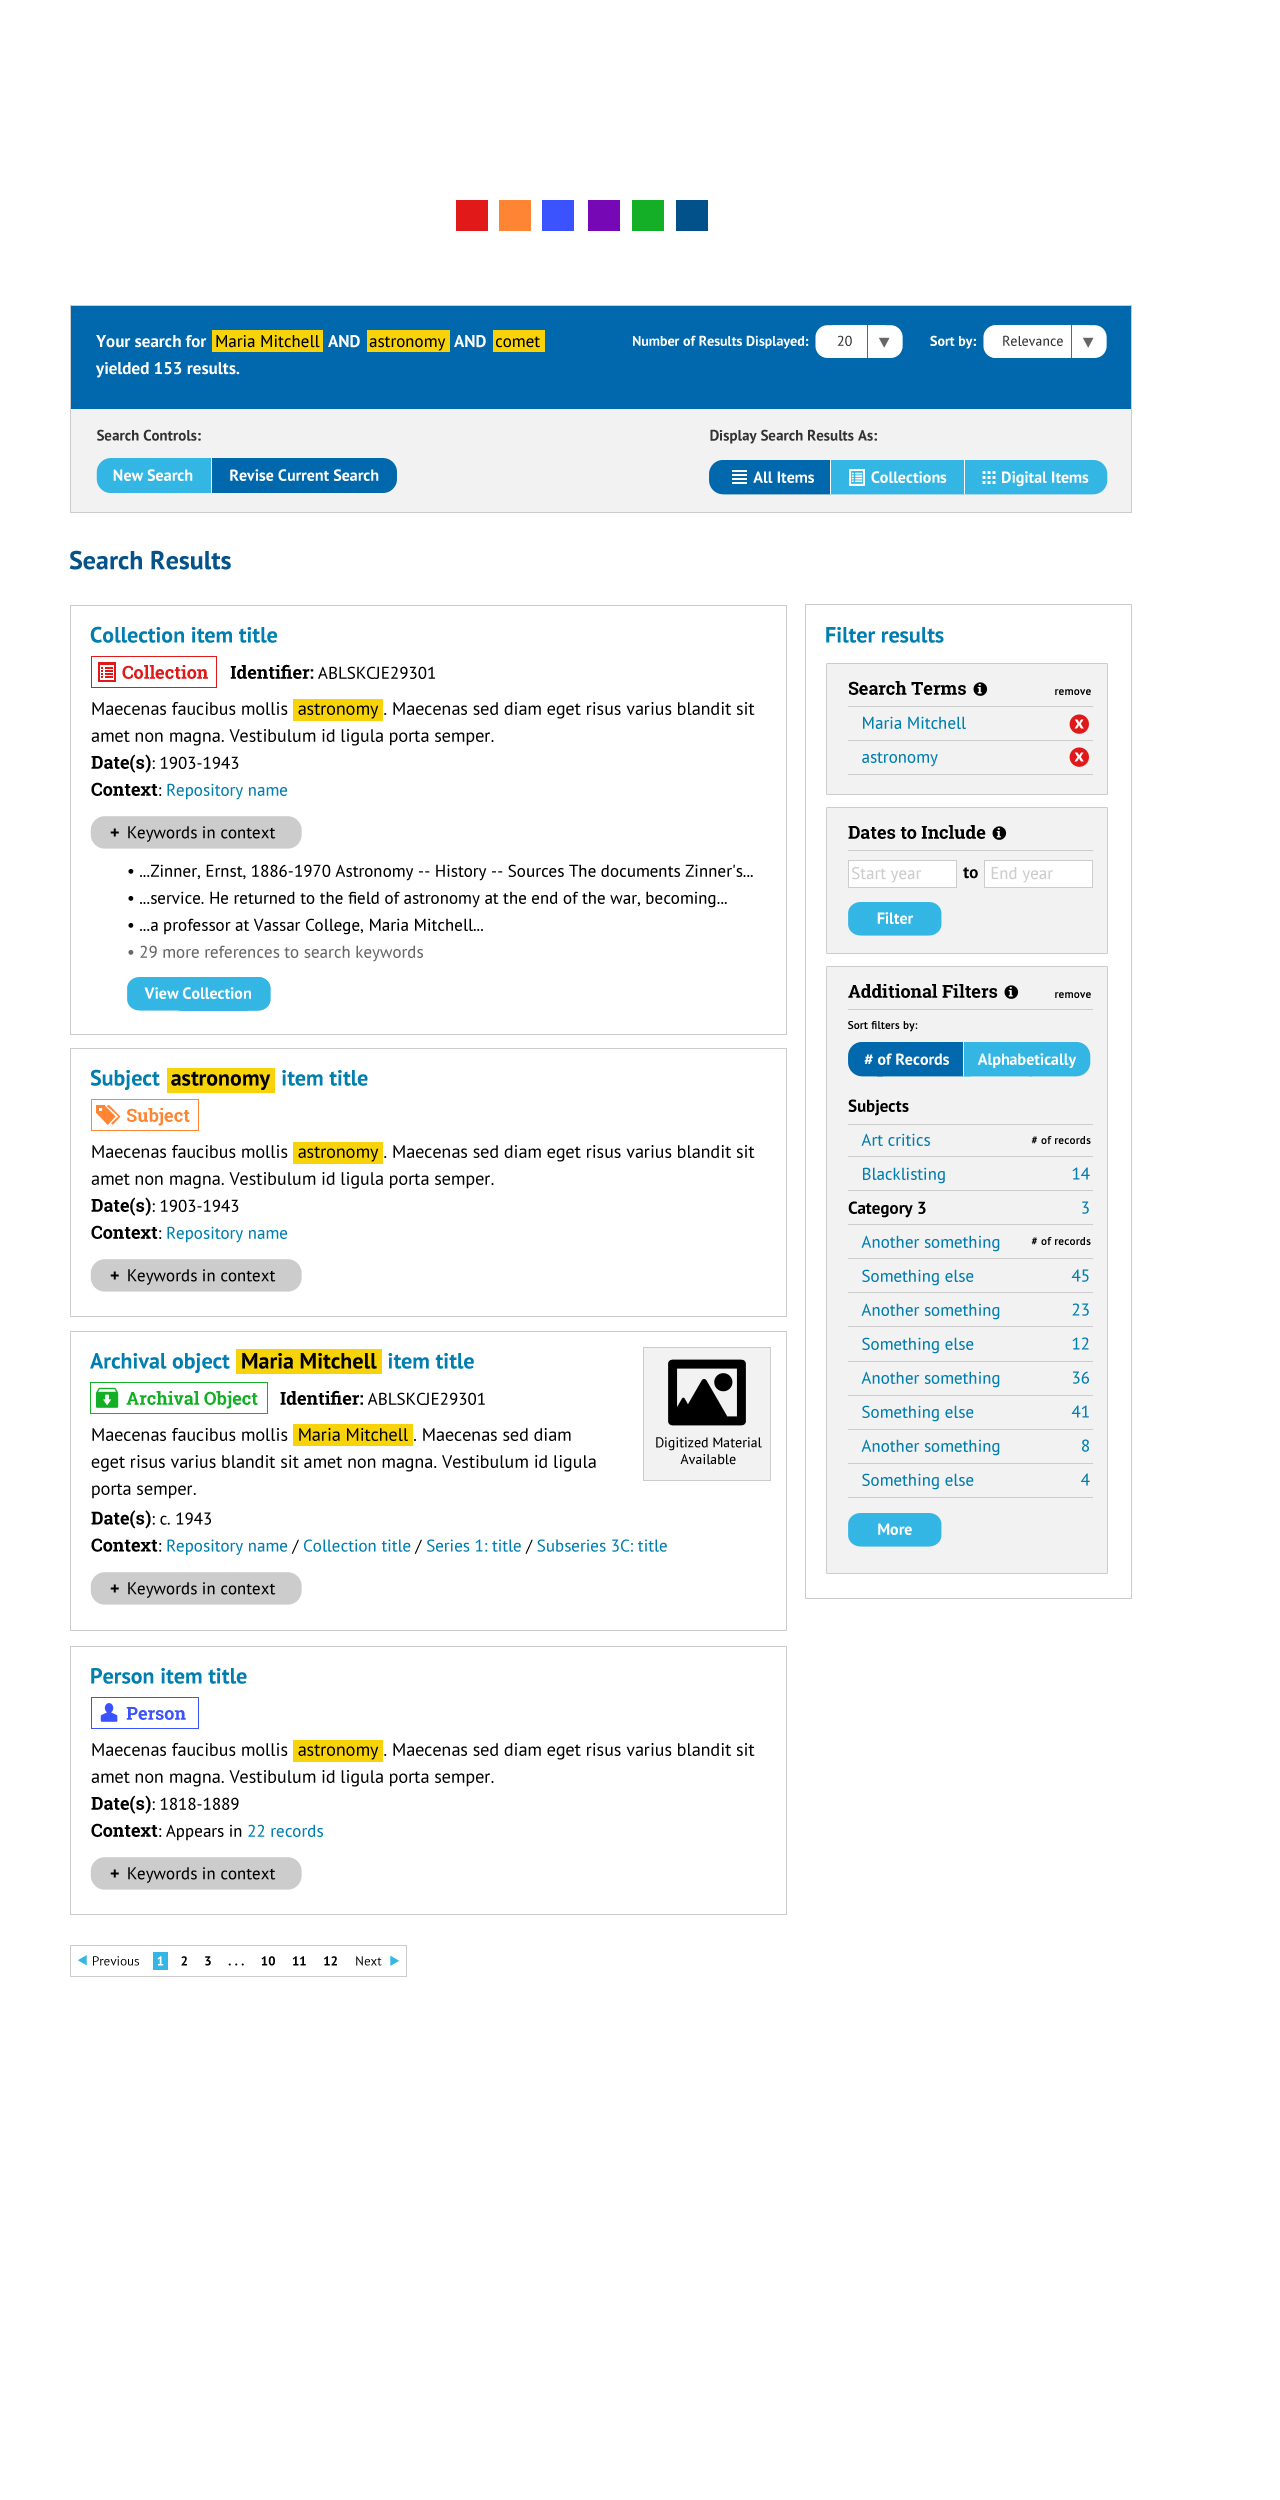 Your search for Maria Mitchell AND astronomy AND comet
yielded 153 results.
Number of Results Displayed: 20 ▼ Sort by: Relevance ▼
Search Controls:
New Search Revise Current Search
Display Search Results As:
All Items Collections Digital Items
Search Results
Collection item title
Collection Identifier: ABLSKCJE29301
Maecenas faucibus mollis astronomy. Maecenas sed diam eget risus varius blandit sit
amet non magna. Vestibulum id ligula porta semper.
Date(s): 1903-1943
Context: Repository name
+ Keywords in context
• ...Zinner, Ernst, 1886-1970 Astronomy -- History -- Sources The documents Zinner's...
• ...service. He returned to the field of astronomy at the end of the war, becoming...
• ...a professor at Vassar College, Maria Mitchell...
• 29 more references to search keywords
View Collection
Subject astronomy item title
Subject
Maecenas faucibus mollis astronomy. Maecenas sed diam eget risus varius blandit sit
amet non magna. Vestibulum id ligula porta semper.
Date(s): 1903-1943
Context: Repository name
+ Keywords in context
Archival object Maria Mitchell item title
Archival Object Identifier: ABLSKCJE29301
Maecenas faucibus mollis Maria Mitchell. Maecenas sed diam
eget risus varius blandit sit amet non magna. Vestibulum id ligula
porta semper.
Date(s): c. 1943
Context: Repository name / Collection title / Series 1: title / Subseries 3C: title
+ Keywords in context
Digitized Material
Available
Person item title
Person
Maecenas faucibus mollis astronomy. Maecenas sed diam eget risus varius blandit sit
amet non magna. Vestibulum id ligula porta semper.
Date(s): 1818-1889
Context: Appears in 22 records
+ Keywords in context
Previous 1 2 3 ... 10 11 12 Next
Filter results
Search Terms remove
Maria Mitchell x
astronomy x
Dates to Include
Start year to End year
Filter
Additional Filters remove
Sort filters by:
# of Records Alphabetically
Subjects
Art critics # of records
Blacklisting 14
Category 3 3
Another something # of records
Something else 45
Another something 23
Something else 12
Another something 36
Something else 41
Another something 8
Something else 4
More